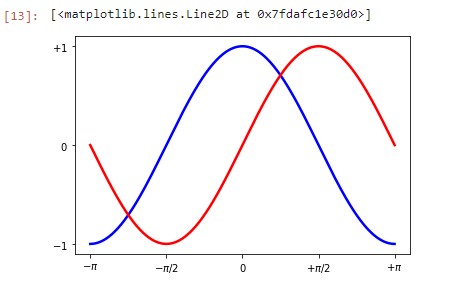 [13]: [<matplotlib.lines.Line2D at 0x7fdafc1e30d0>]
+1
0
−1
−π −π/2 0 +π/2 +π